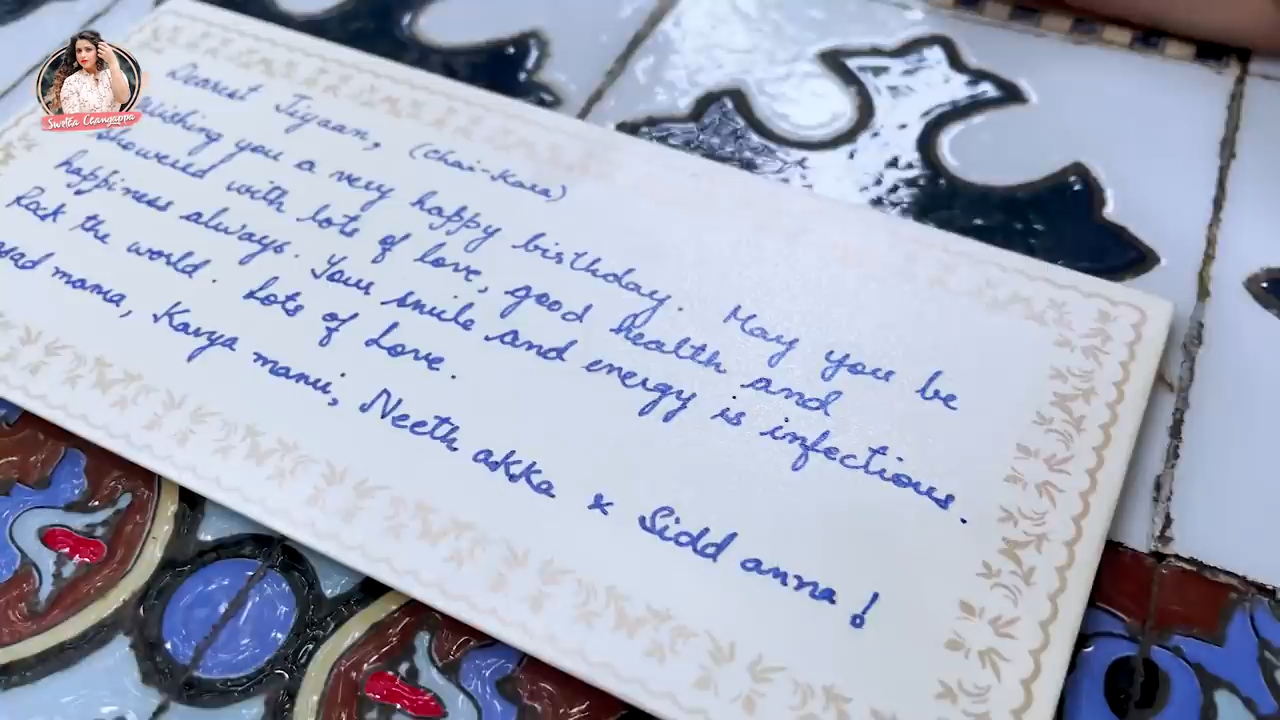 Swetha Changappa
Dearest Jiyaan, (Chai-Kara)
Wishing you a very happy birthday. May you be
showered with lots of love, good health and
happiness always. Your smile and energy is infectious.
Rock the world. Lots of Love.
mama, Kavya mami, Neeth akka & Sidd anna!